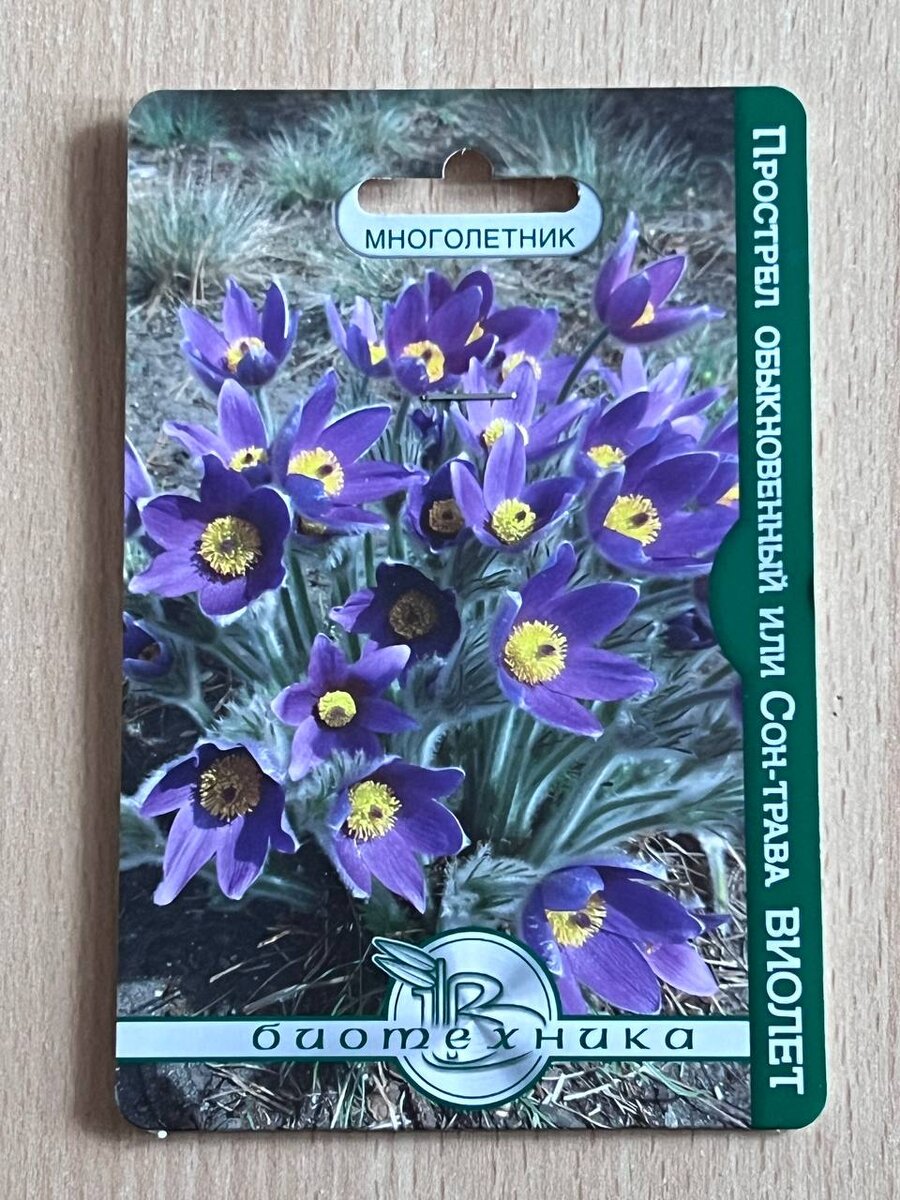 МНОГОЛЕТНИК
Прострел обыкновенный или Сон-трава ВИОЛЕТ
биотехника